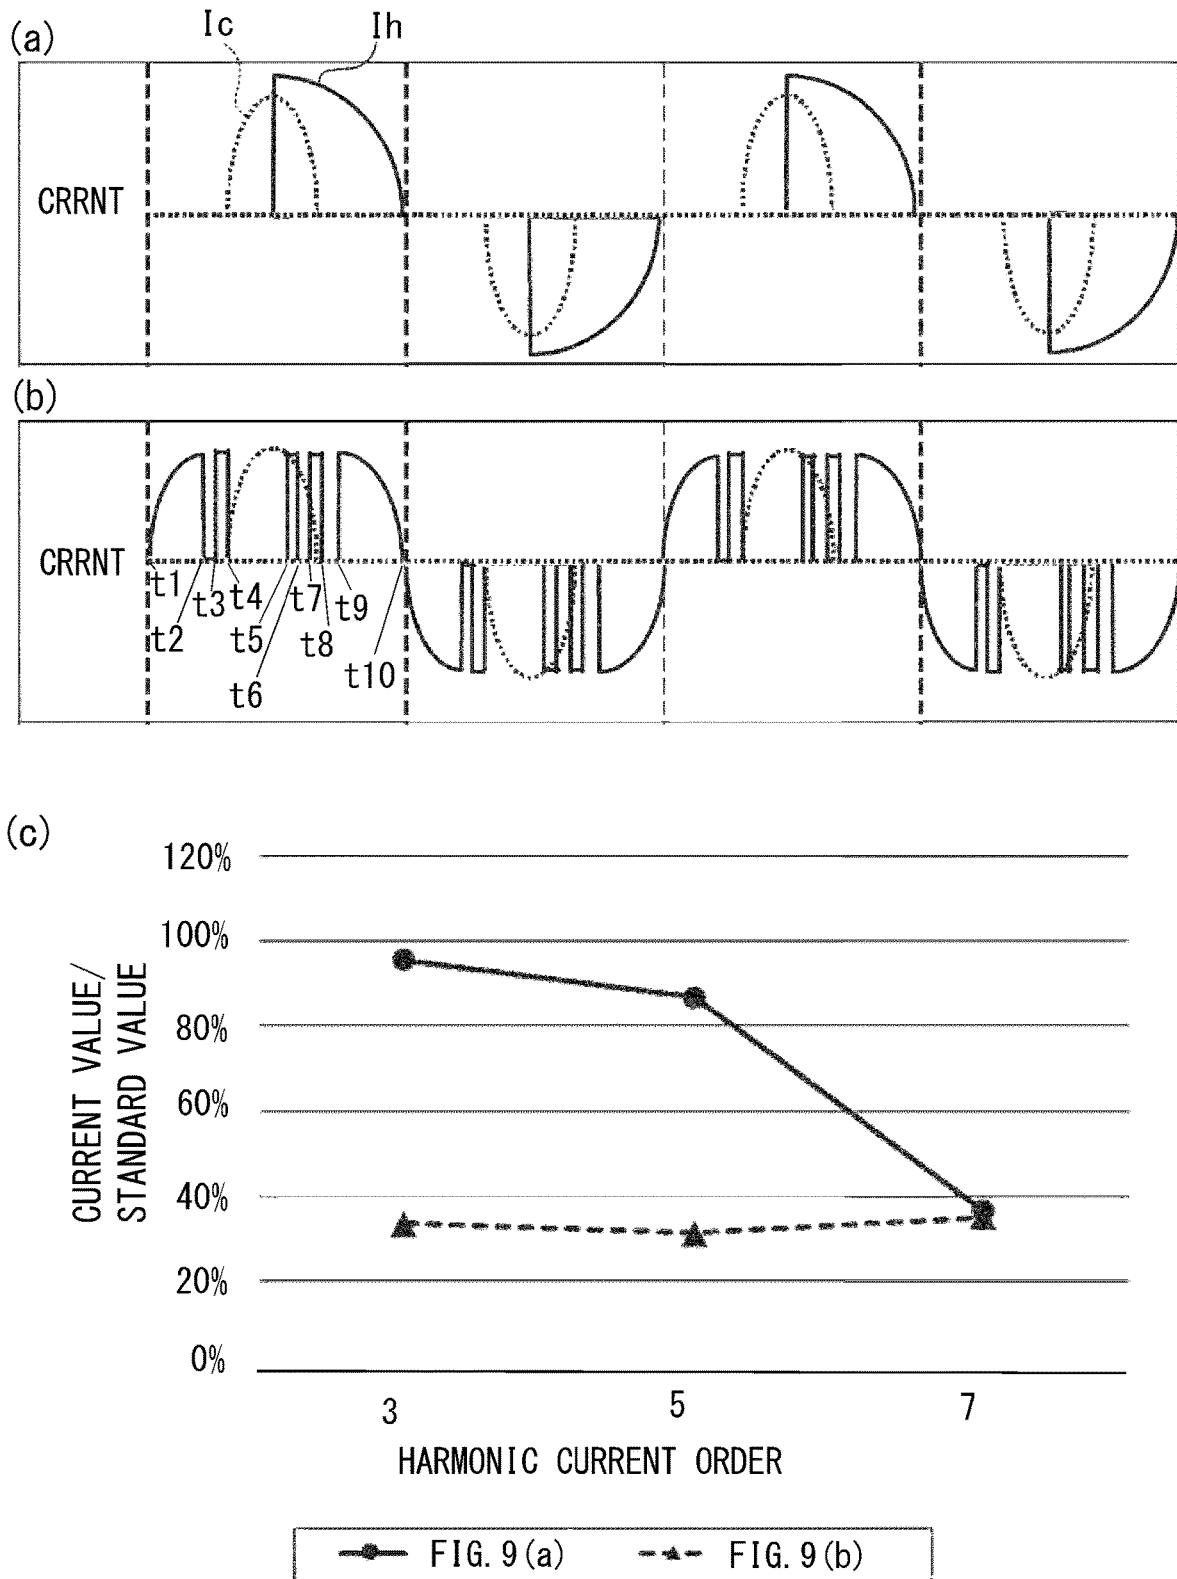 (a)
Ic
Ih
CRRNT
(b)
CRRNT
t1
t2
t3
t4
t5
t6
t7
t8
t9
t10
(c)
120%
100%
80%
60%
40%
20%
0%
CURRENT VALUE/
STANDARD VALUE
3
5
7
HARMONIC CURRENT ORDER
FIG. 9(a)
FIG. 9(b)